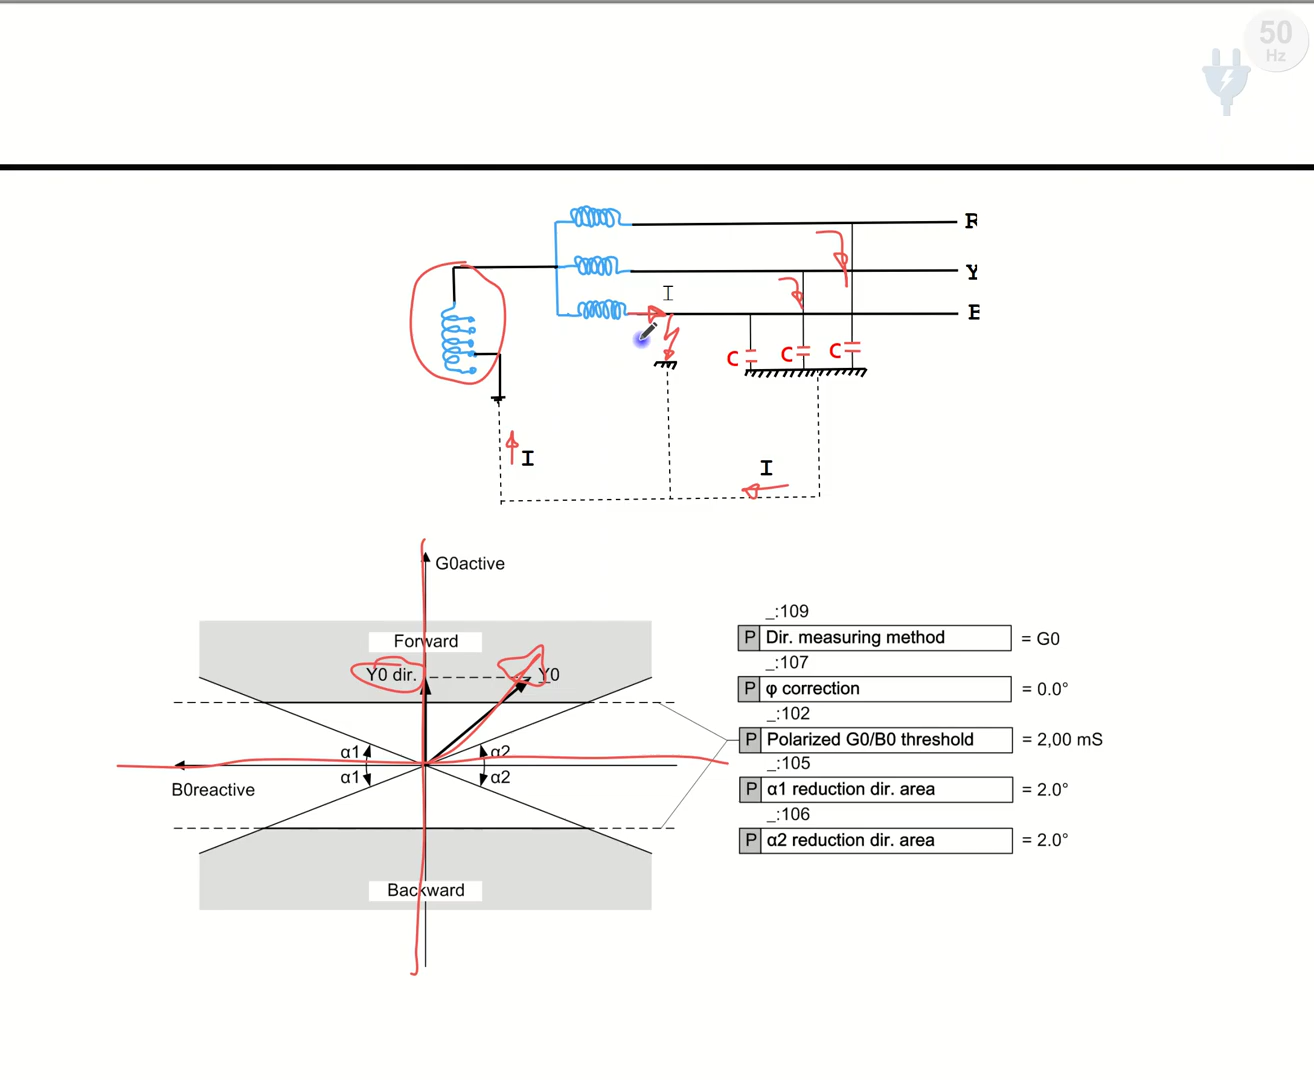 50
Hz
R
Y
I
C C C
I
I
G0active
Forward
Y0 dir.
Y0
α1
α2
α1
α2
B0reactive
Backward
_:109
P Dir. measuring method = G0
_:107
P φ correction = 0.0°
_:102
P Polarized G0/B0 threshold = 2,00 mS
_:105
P α1 reduction dir. area = 2.0°
_:106
P α2 reduction dir. area = 2.0°